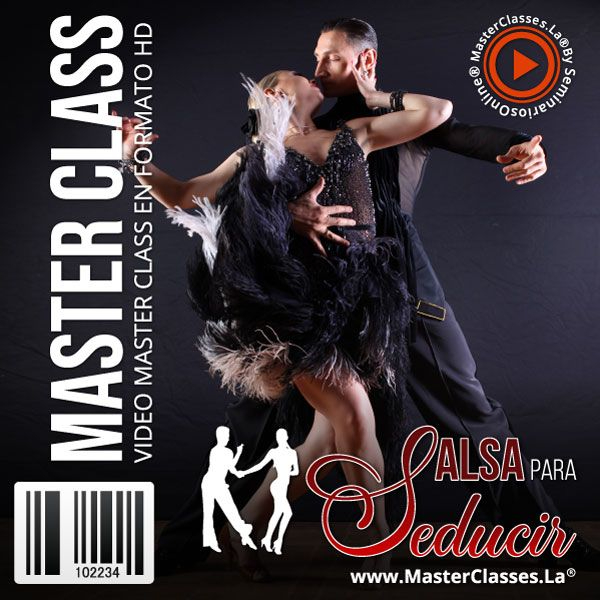 MASTER CLASS
VIDEO MASTER CLASS EN FORMATO HD
MasterClasses.La® By SeminariosOnline®
SALSA PARA
Seducir
102234
www.MasterClasses.La®